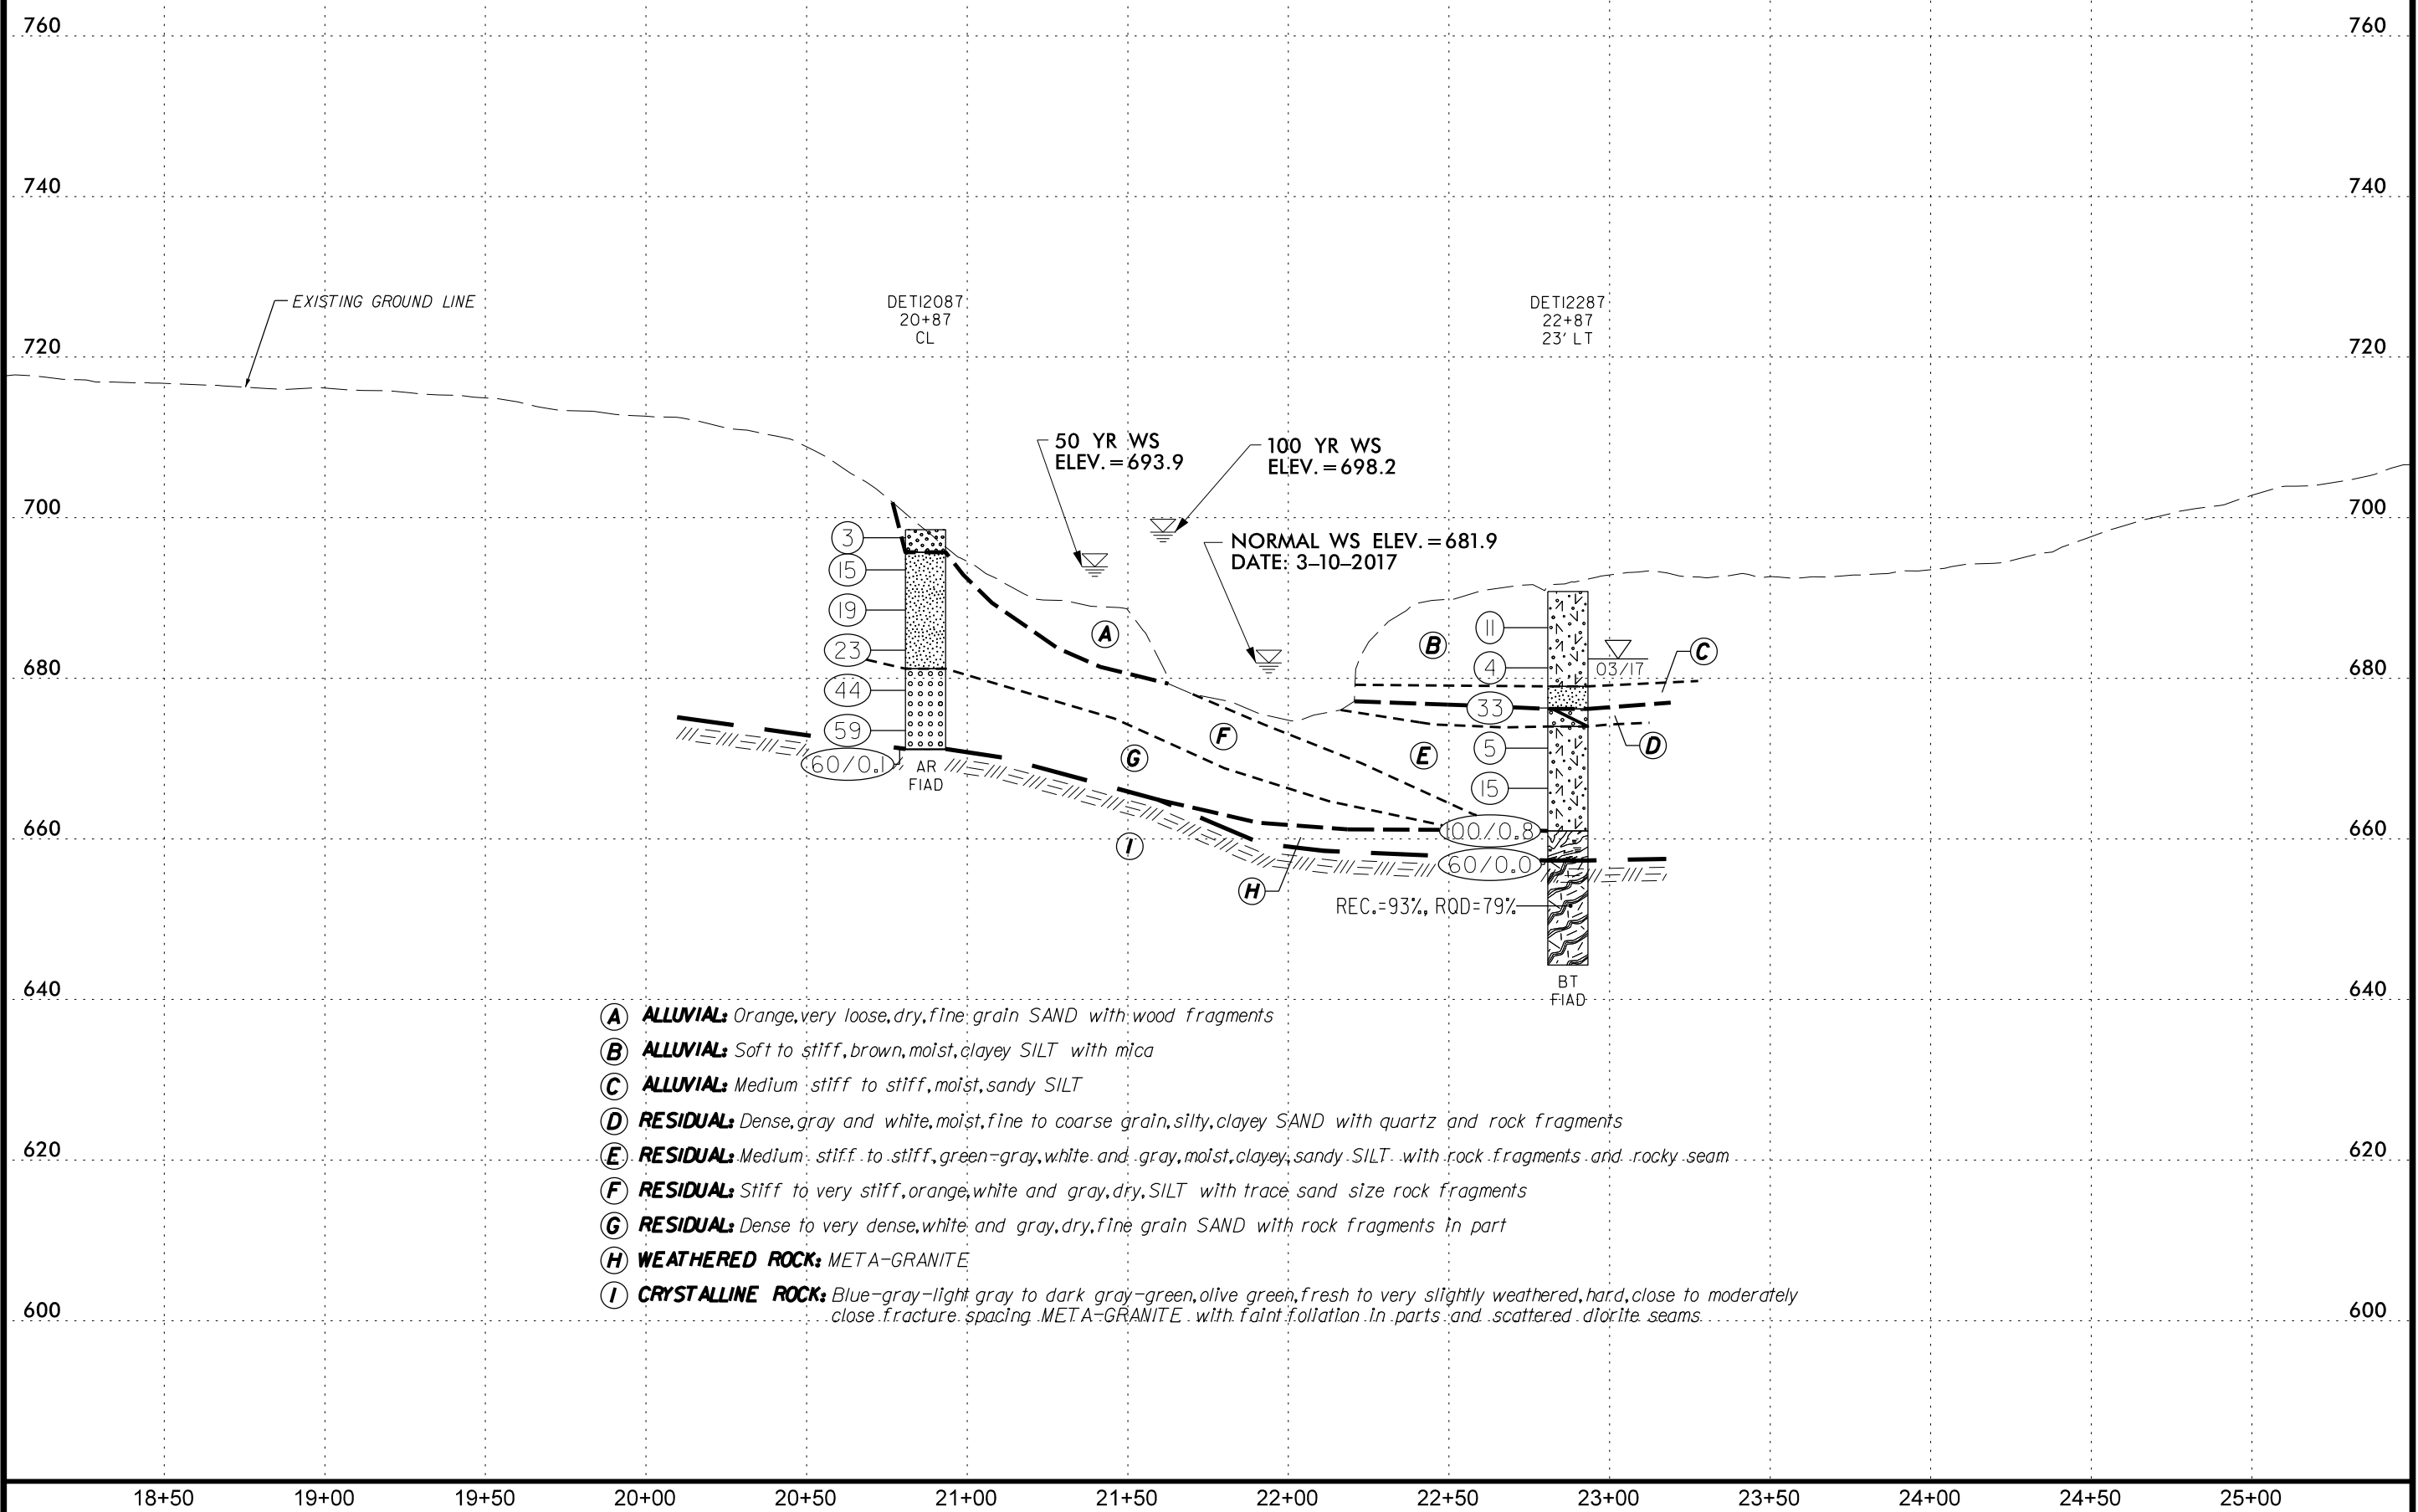 760 760
740 740
EXISTING GROUND LINE
DET12087
20+87
CL
DET12287
22+87
23' LT
720 720
50 YR WS
ELEV.=693.9
100 YR WS
ELEV.=698.2
700 700
NORMAL WS ELEV.=681.9
DATE: 3-10-2017
3
15
19
23
44
59
60/0.1
AR
FIAD
A
B
C
D
E
F
G
H
I
11
4
33
5
15
100/0.8
60/0.0
03/17
680 680
660 660
REC.=93%, RQD=79%
BT
FIAD
640 640
A ALLUVIAL: Orange, very loose, dry, fine grain SAND with wood fragments
B ALLUVIAL: Soft to stiff, brown, moist, clayey SILT with mica
C ALLUVIAL: Medium stiff to stiff, moist, sandy SILT
D RESIDUAL: Dense, gray and white, moist, fine to coarse grain, silty, clayey SAND with quartz and rock fragments
620 620
E RESIDUAL: Medium stiff to stiff, green-gray, white and gray, moist, clayey, sandy SILT with rock fragments and rocky seam
F RESIDUAL: Stiff to very stiff, orange, white and gray, dry, SILT with trace sand size rock fragments
G RESIDUAL: Dense to very dense, white and gray, dry, fine grain SAND with rock fragments in part
H WEATHERED ROCK: META-GRANITE
I CRYSTALLINE ROCK: Blue-gray-light gray to dark gray-green, olive green, fresh to very slightly weathered, hard, close to moderately
close fracture spacing META-GRANITE with faint foliation in parts and scattered diorite seams
600 600
18+50 19+00 19+50 20+00 20+50 21+00 21+50 22+00 22+50 23+00 23+50 24+00 24+50 25+00